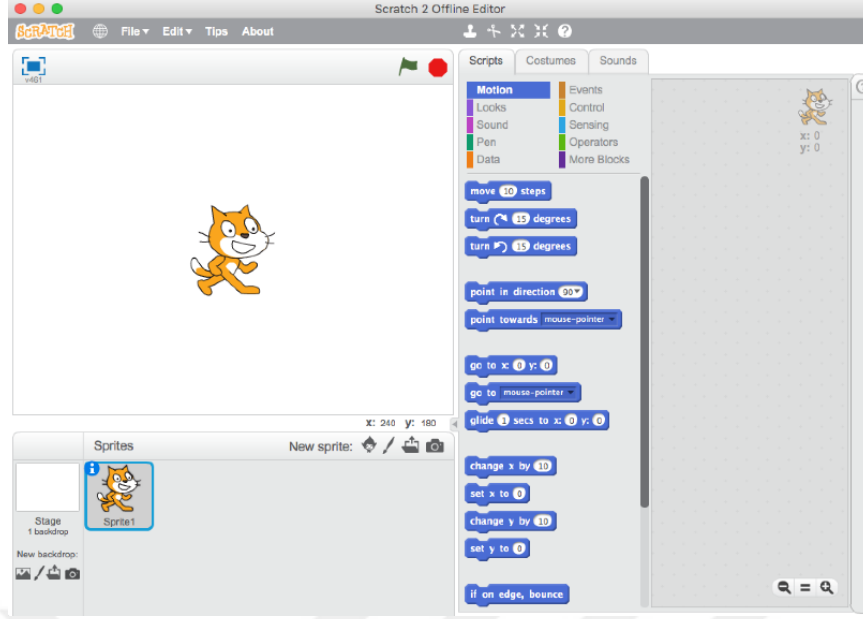 Scratch 2 Offline Editor
SCRATCH File Edit Tips About
v461
Scripts Costumes Sounds
Motion Events
Looks Control
Sound Sensing
Pen Operators
Data More Blocks
x: 0
y: 0
move 10 steps
turn 15 degrees
turn 15 degrees
point in direction 90
point towards mouse-pointer
go to x: 0 y: 0
go to mouse-pointer
glide 1 secs to x: 0 y: 0
change x by 10
set x to 0
change y by 10
set y to 0
if on edge, bounce
X: 240 Y: 180
Sprites New sprite:
Stage
1 backdrop
Sprite1
New backdrop: